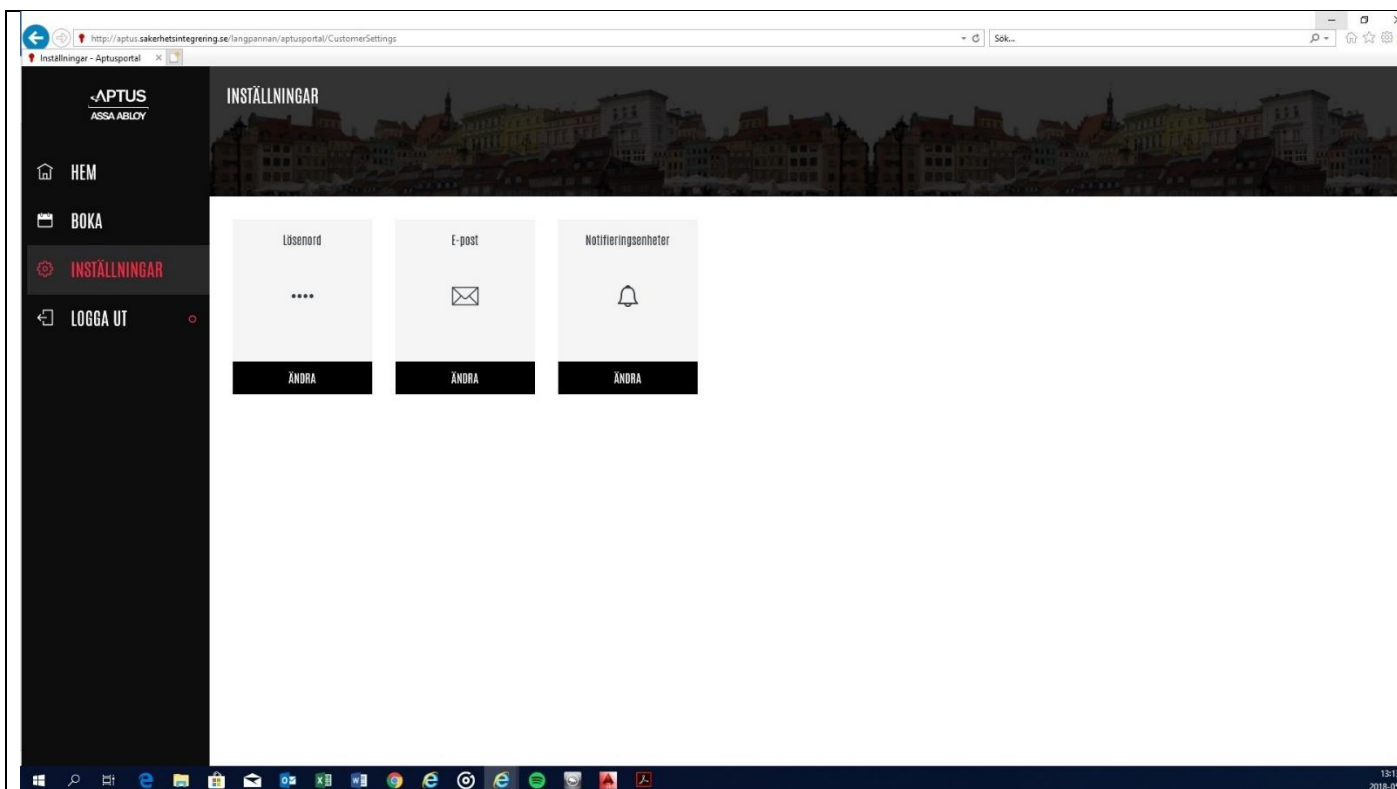 http://aptus.sakerhetsintegrering.se/langpannan/aptusportal/CustomerSettings
Sök...
Inställningar - Aptusportal
APTUS
ASSA ABLOY
INSTÄLLNINGAR
HEM
BOKA
INSTÄLLNINGAR
LOGGA UT
Lösenord
E-post
Notifieringsenheter
ÄNDRA
ÄNDRA
ÄNDRA